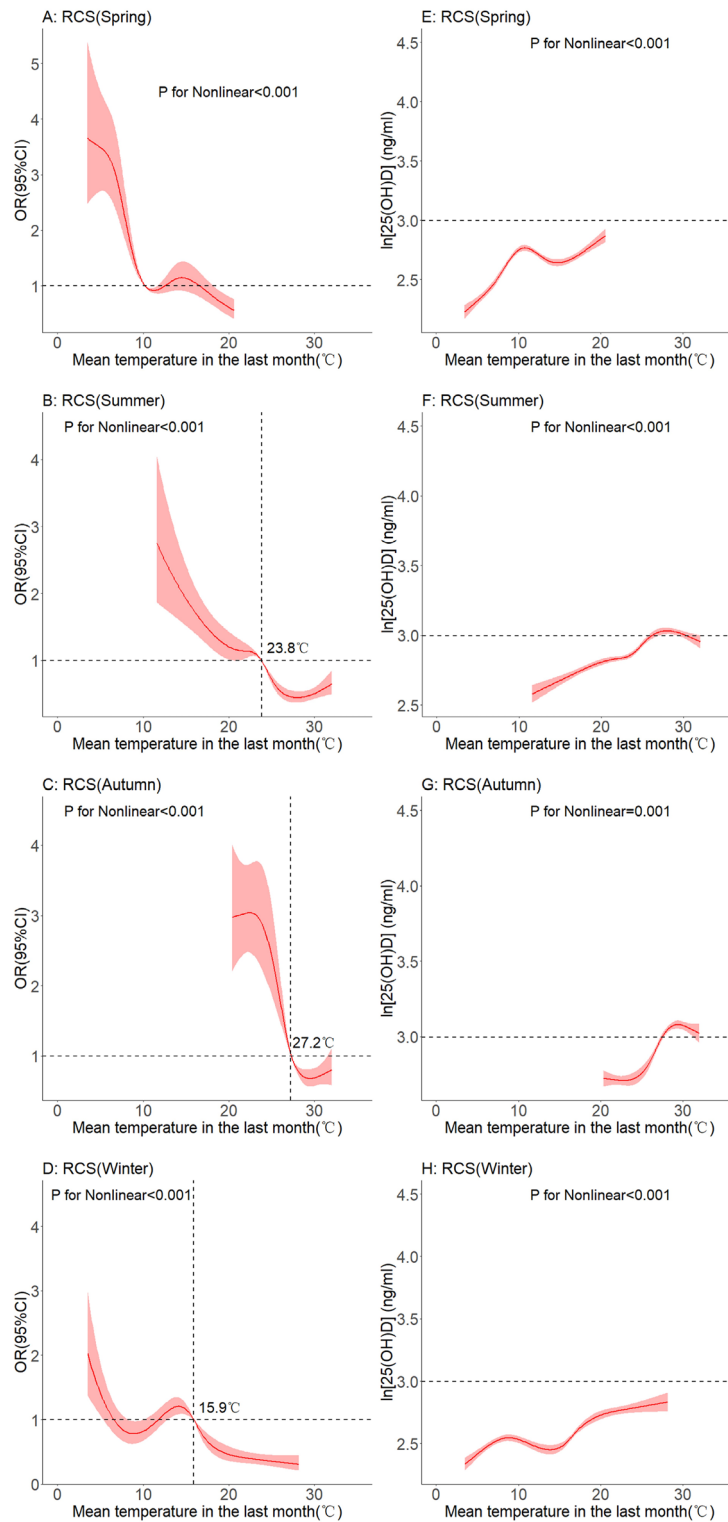 A: RCS(Spring)
P for Nonlinear<0.001
OR(95%CI)
5
4
3
2
1
0
10
20
30
Mean temperature in the last month(℃)
E: RCS(Spring)
P for Nonlinear<0.001
ln[25(OH)D] (ng/ml)
4.5
4.0
3.5
3.0
2.5
0
10
20
30
Mean temperature in the last month(℃)
B: RCS(Summer)
P for Nonlinear<0.001
OR(95%CI)
4
3
2
1
23.8℃
0
10
20
30
Mean temperature in the last month(℃)
F: RCS(Summer)
P for Nonlinear<0.001
ln[25(OH)D] (ng/ml)
4.5
4.0
3.5
3.0
2.5
0
10
20
30
Mean temperature in the last month(℃)
C: RCS(Autumn)
P for Nonlinear<0.001
OR(95%CI)
4
3
2
1
27.2℃
0
10
20
30
Mean temperature in the last month(℃)
G: RCS(Autumn)
P for Nonlinear=0.001
ln[25(OH)D] (ng/ml)
4.5
4.0
3.5
3.0
0
10
20
30
Mean temperature in the last month(℃)
D: RCS(Winter)
P for Nonlinear<0.001
OR(95%CI)
4
3
2
1
0
15.9℃
0
10
20
30
Mean temperature in the last month(℃)
H: RCS(Winter)
P for Nonlinear<0.001
ln[25(OH)D] (ng/ml)
4.5
4.0
3.5
3.0
2.5
0
10
20
30
Mean temperature in the last month(℃)